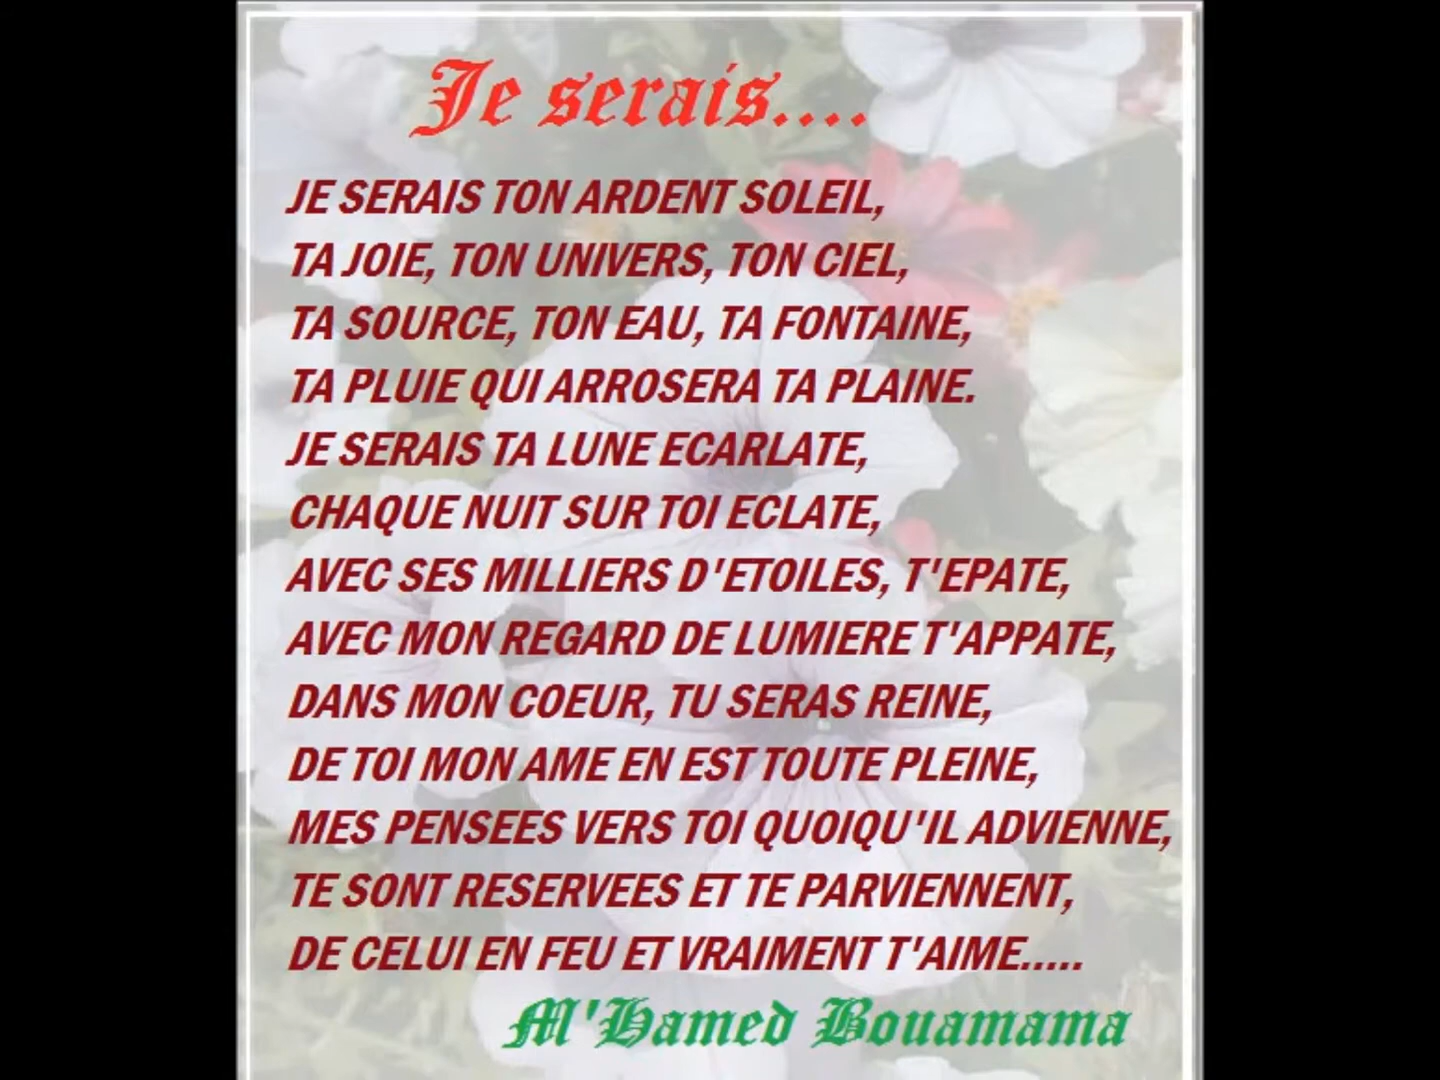 Je serais....
JE SERAIS TON ARDENT SOLEIL,
TA JOIE, TON UNIVERS, TON CIEL,
TA SOURCE, TON EAU, TA FONTAINE,
TA PLUIE QUI ARROSERA TA PLAINE.
JE SERAIS TA LUNE ECARLATE,
CHAQUE NUIT SUR TOI ECLATE,
AVEC SES MILLIERS D'ETOILES, T'EPATE,
AVEC MON REGARD DE LUMIERE T'APPATE,
DANS MON COEUR, TU SERAS REINE,
DE TOI MON AME EN EST TOUTE PLEINE,
MES PENSEES VERS TOI QUOIQU'IL ADVIENNE,
TE SONT RESERVEES ET TE PARVIENNENT,
DE CELUI EN FEU ET VRAIMENT T'AIME.....
M'Hamed Bouamama